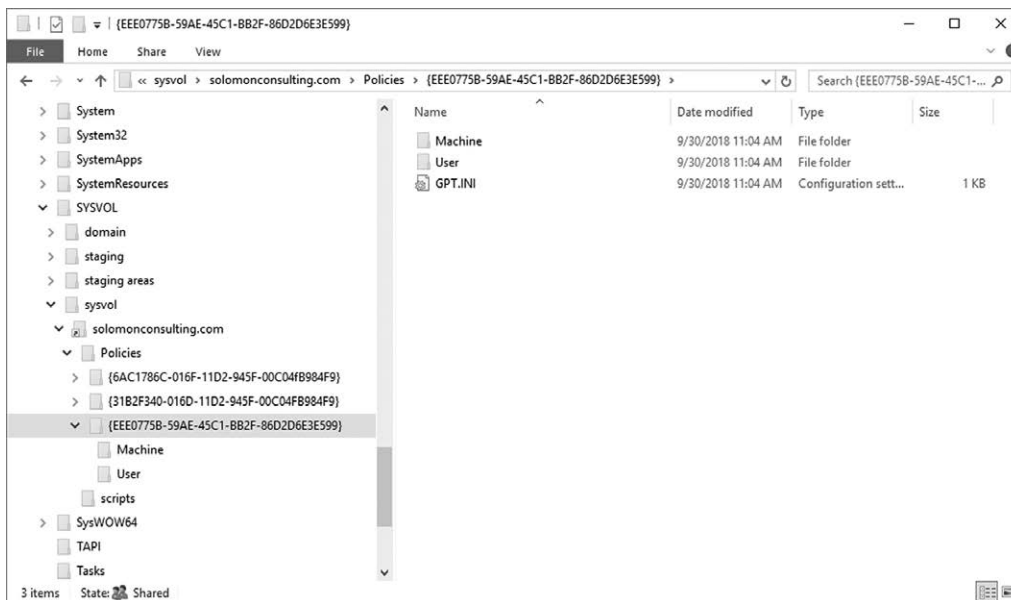 {EEE0775B-59AE-45C1-BB2F-86D2D6E3E599}
File Home Share View
« sysvol > solomonconsulting.com > Policies > {EEE0775B-59AE-45C1-BB2F-86D2D6E3E599} > Search {EEE0775B-59AE-45C1-...
Name Date modified Type Size
Machine 9/30/2018 11:04 AM File folder
User 9/30/2018 11:04 AM File folder
GPT.INI 9/30/2018 11:04 AM Configuration sett... 1 KB
System
System32
SystemApps
SystemResources
SYSVOL
domain
staging
staging areas
sysvol
solomonconsulting.com
Policies
{6AC1786C-016F-11D2-945F-00C04fB984F9}
{31B2F340-016D-11D2-945F-00C04FB984F9}
{EEE0775B-59AE-45C1-BB2F-86D2D6E3E599}
Machine
User
scripts
SysWOW64
TAPI
Tasks
3 items State: Shared